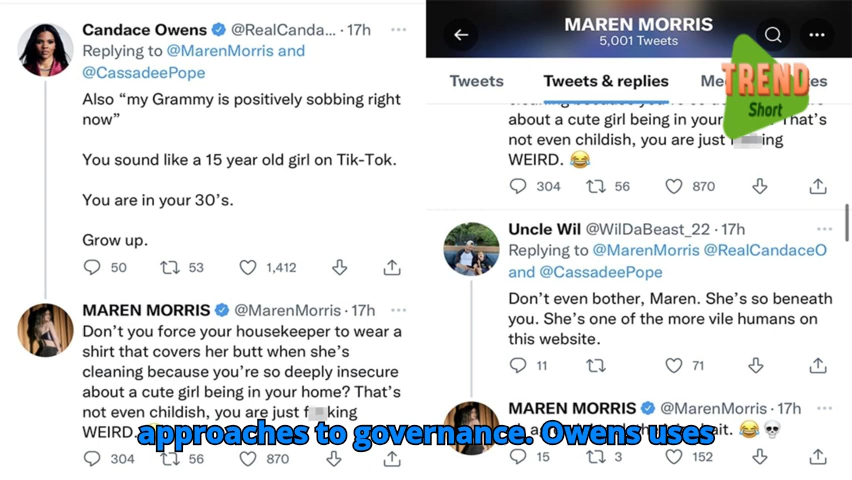 Candace Owens @RealCanda... · 17h
Replying to @MarenMorris and
@CassadeePope
Also “my Grammy is positively sobbing right
now”
You sound like a 15 year old girl on Tik-Tok.
You are in your 30’s.
Grow up.
50 53 1,412
MAREN MORRIS @MarenMorris · 17h
Don’t you force your housekeeper to wear a
shirt that covers her butt when she’s
cleaning because you’re so deeply insecure
about a cute girl being in your home? That’s
not even childish, you are just f king
WEIRD.
304 56 870
MAREN MORRIS
5,001 Tweets
Tweets Tweets & replies
TREND
Short
about a cute girl being in your
not even childish, you are just f ing
WEIRD. 😂
304 56 870
Uncle Wil @WilDaBeast_22 · 17h
Replying to @MarenMorris @RealCandaceO
and @CassadeePope
Don’t even bother, Maren. She’s so beneath
you. She’s one of the more vile humans on
this website.
11 71
MAREN MORRIS @MarenMorris · 17h
15 3 152
approaches to governance. Owens uses